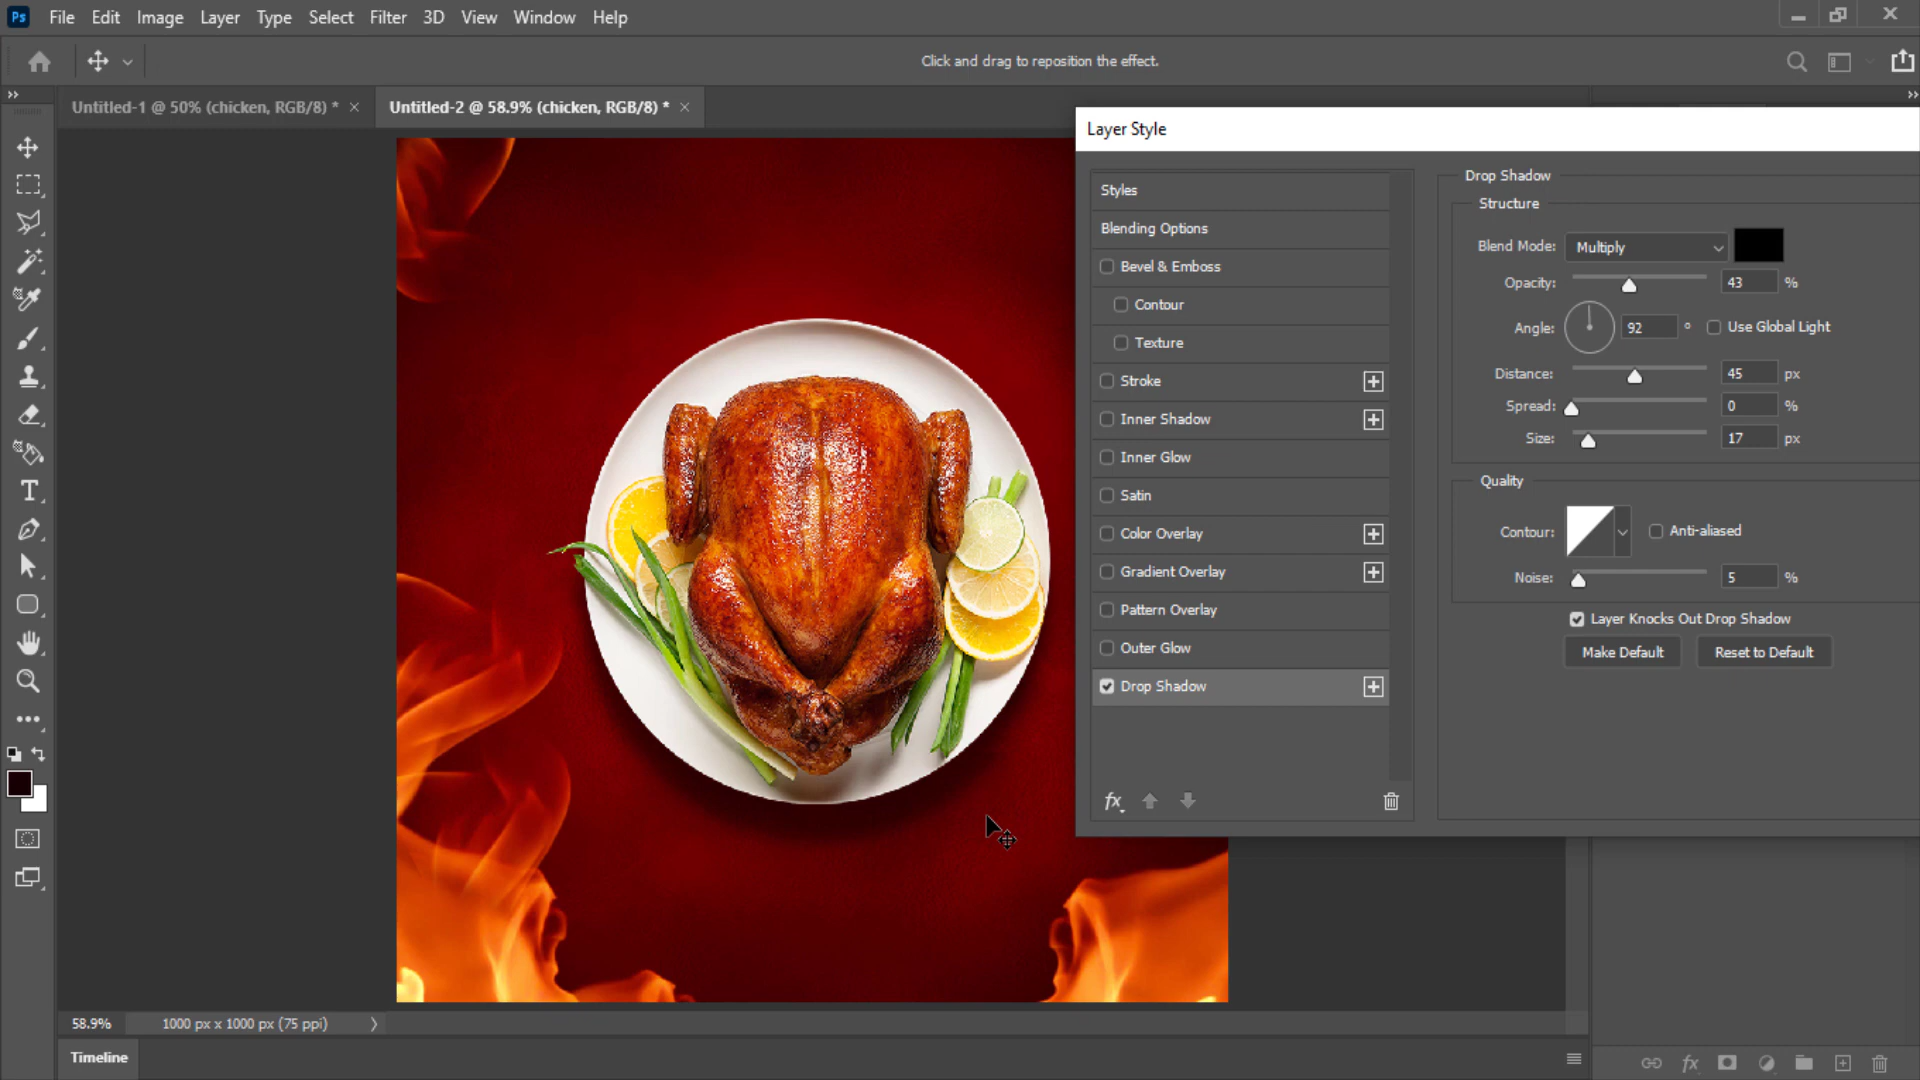 Ps File Edit Image Layer Type Select Filter 3D View Window Help
Click and drag to reposition the effect.
Untitled-1 @ 50% (chicken, RGB/8) * × Untitled-2 @ 58.9% (chicken, RGB/8) * ×
Layer Style
Styles
Blending Options
Bevel & Emboss
Contour
Texture
Stroke
Inner Shadow
Inner Glow
Satin
Color Overlay
Gradient Overlay
Pattern Overlay
Outer Glow
Drop Shadow
fx
Drop Shadow
Structure
Blend Mode: Multiply
Opacity: 43 %
Angle: 92 ° Use Global Light
Distance: 45 px
Spread: 0 %
Size: 17 px
Quality
Contour: Anti-aliased
Noise: 5 %
Layer Knocks Out Drop Shadow
Make Default Reset to Default
58.9% 1000 px x 1000 px (75 ppi)
Timeline
fx